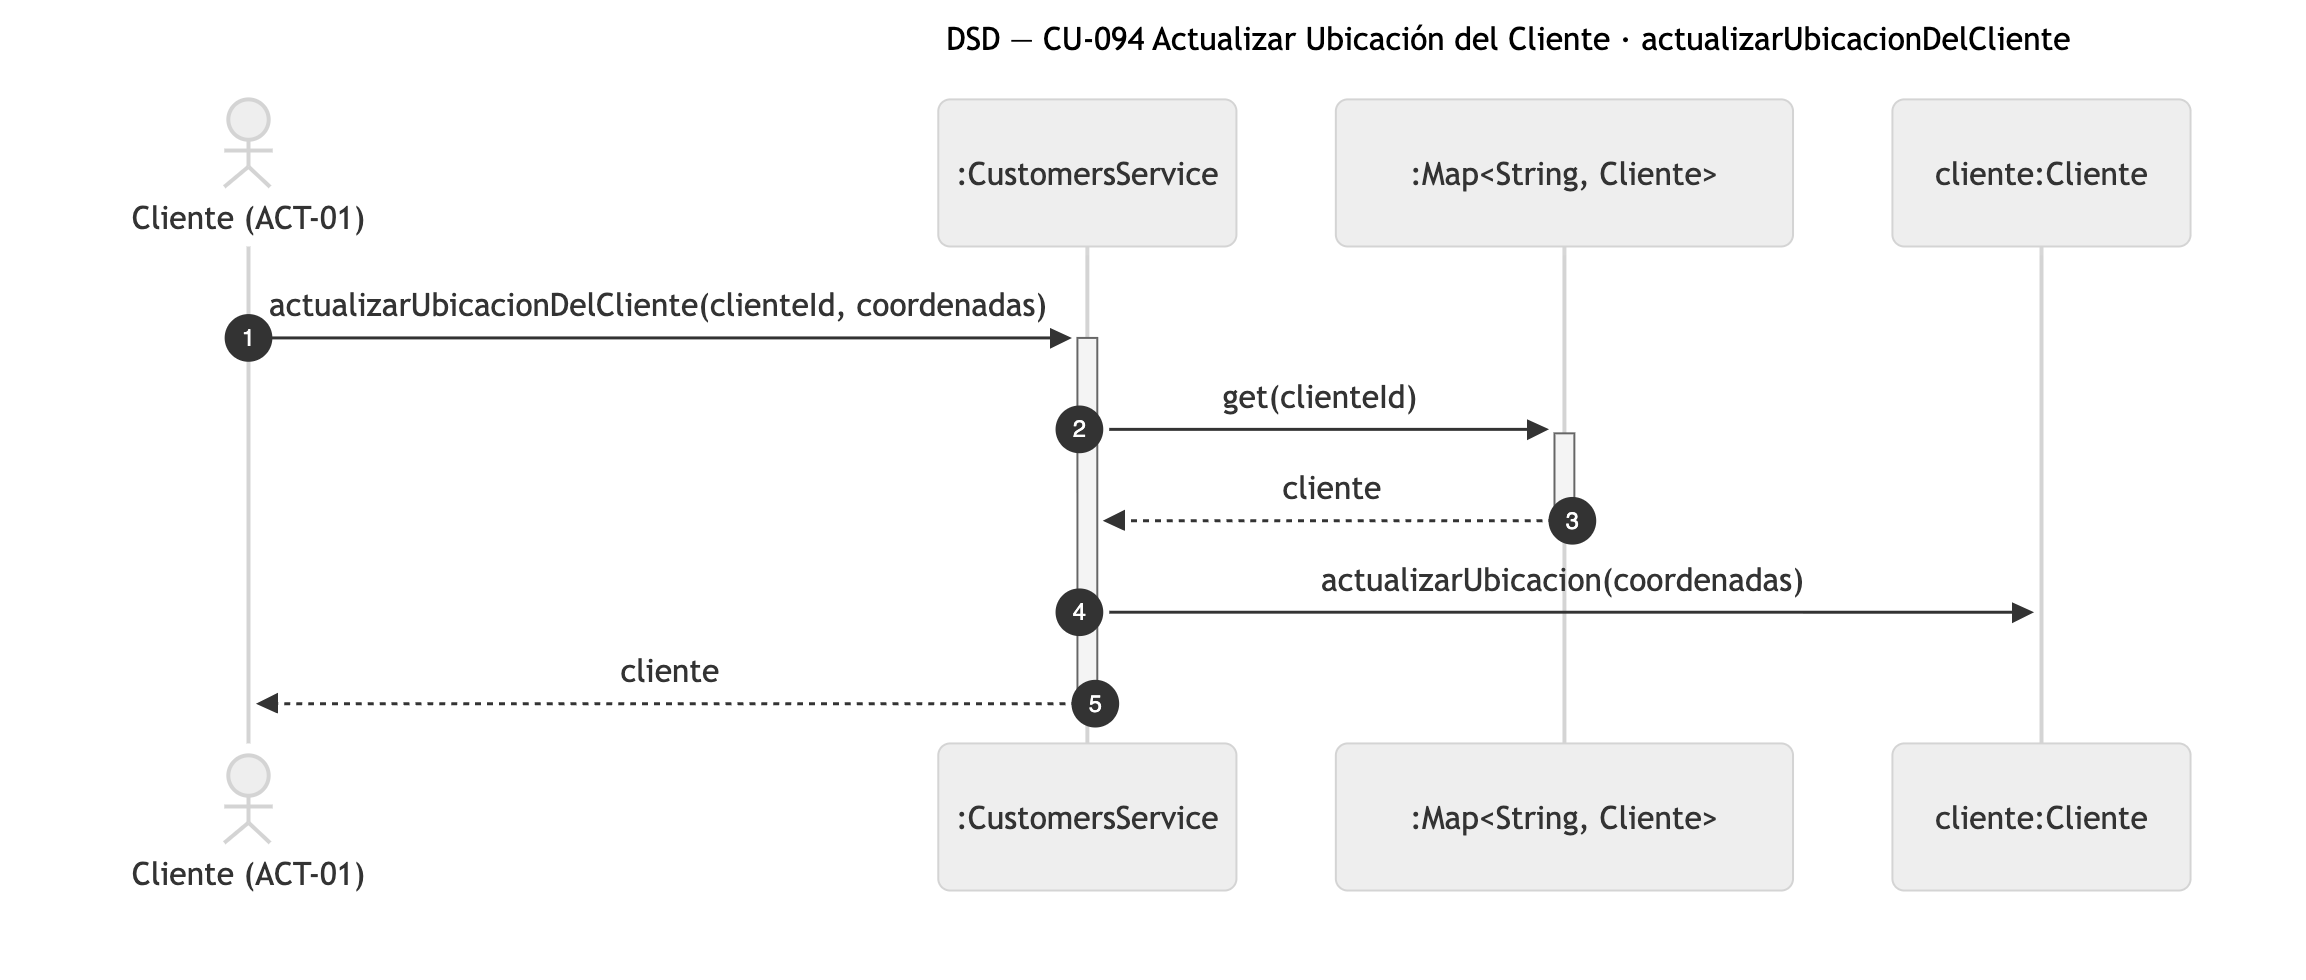 DSD — CU-094 Actualizar Ubicación del Cliente · actualizarUbicacionDelCliente
Cliente (ACT-01)
:CustomersService
:Map<String, Cliente>
cliente:Cliente
actualizarUbicacionDelCliente(clienteId, coordenadas)
1
get(clienteId)
2
cliente
3
actualizarUbicacion(coordenadas)
4
cliente
5
Cliente (ACT-01)
:CustomersService
:Map<String, Cliente>
cliente:Cliente